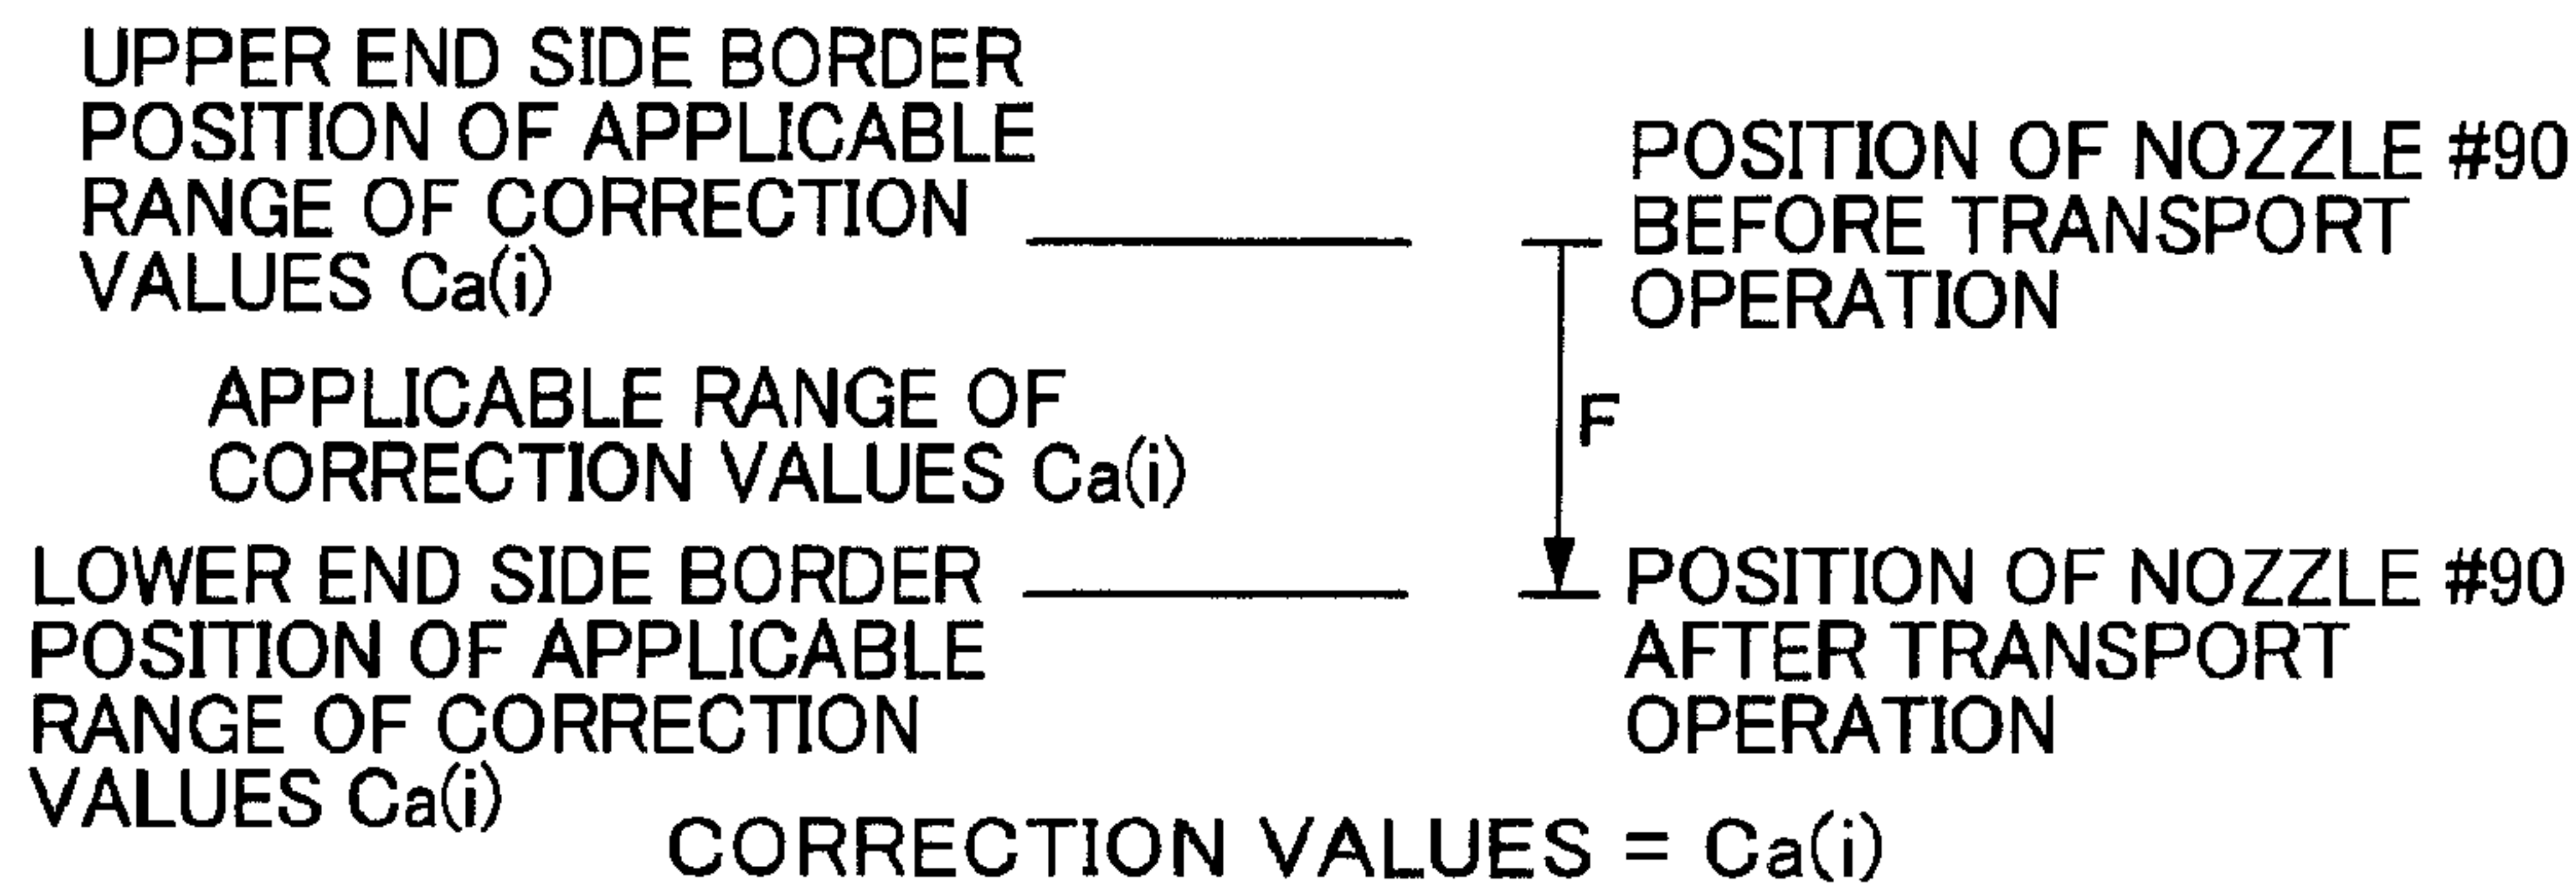 UPPER END SIDE BORDER
POSITION OF APPLICABLE
RANGE OF CORRECTION
VALUES Ca(i)
POSITION OF NOZZLE #90
BEFORE TRANSPORT
OPERATION
APPLICABLE RANGE OF
CORRECTION VALUES Ca(i)
F
LOWER END SIDE BORDER
POSITION OF APPLICABLE
RANGE OF CORRECTION
VALUES Ca(i)
POSITION OF NOZZLE #90
AFTER TRANSPORT
OPERATION
CORRECTION VALUES = Ca(i)